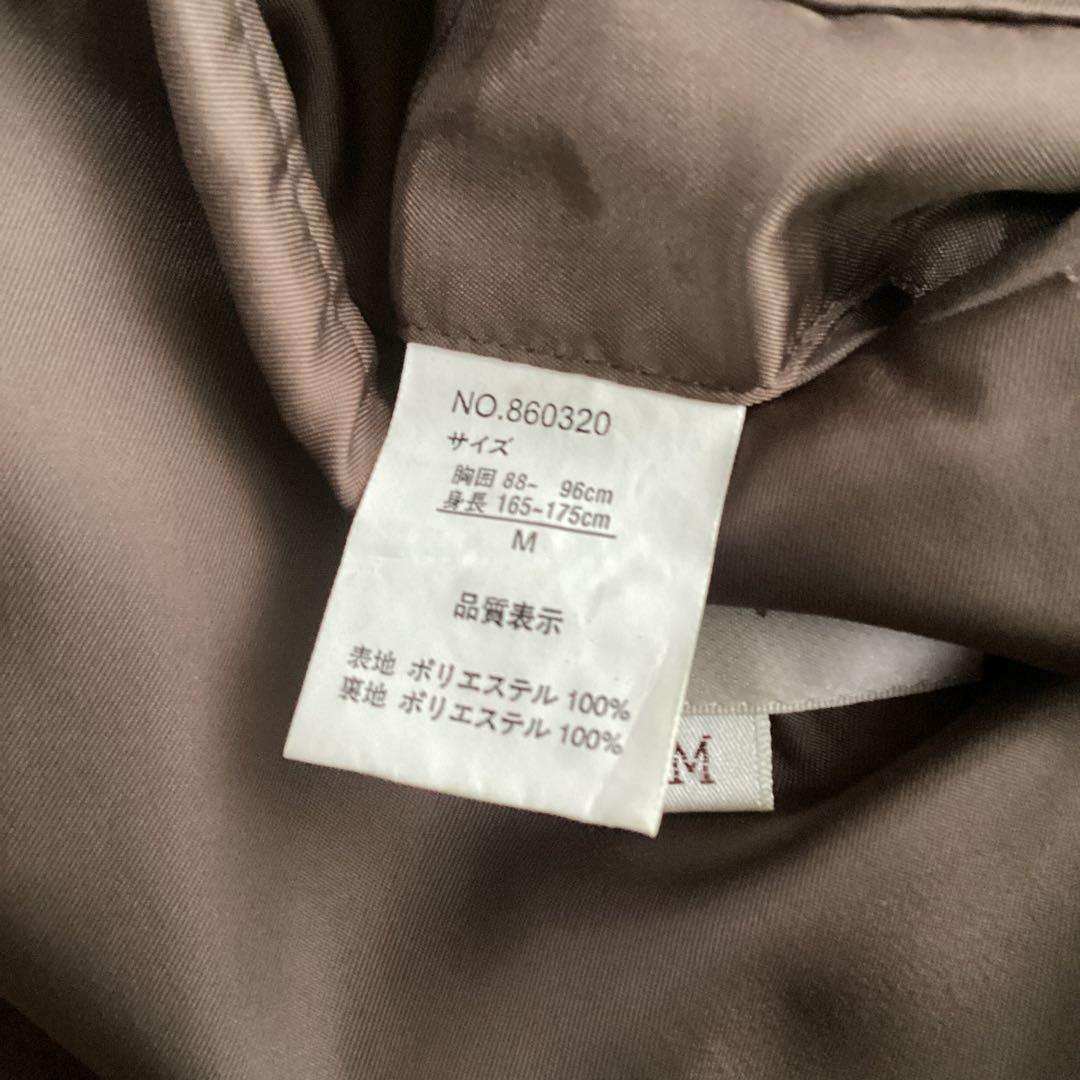 NO.860320
サイズ
胸囲 88~ 96cm
身長 165~175cm
M
品質表示
表地 ポリエステル 100%
裏地 ポリエステル 100%
M